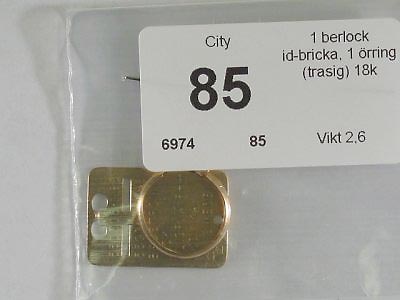 City
85
6974 85
1 berlock
id-bricka, 1 örring
(trasig) 18k
Vikt 2,6